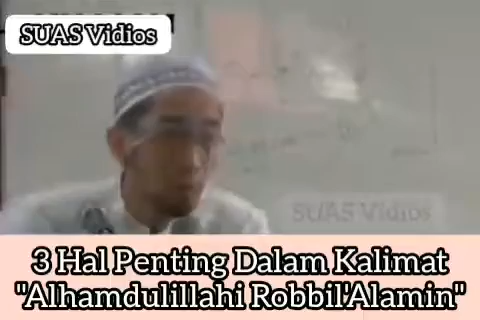 SUAS Vidios
SUAS Vidios
3 Hal Penting Dalam Kalimat
"Alhamdulillahi Robbil'Alamin"